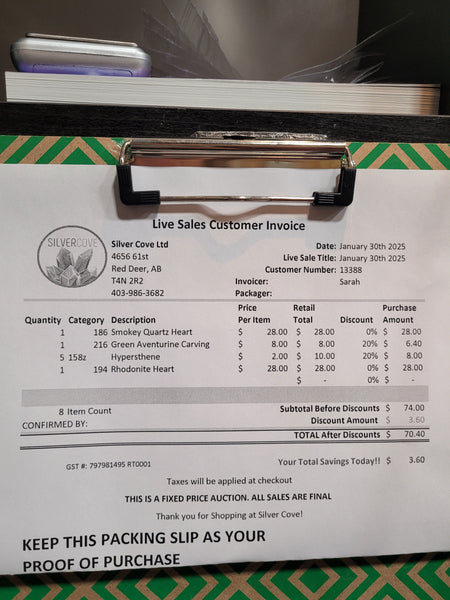 Live Sales Customer Invoice
SILVERCOVE
Silver Cove Ltd
4656 61st
Red Deer, AB
T4N 2R2
403-986-3682
Date: January 30th 2025
Live Sale Title: January 30th 2025
Customer Number: 13388
Invoicer: Sarah
Packager:
Quantity Category Description Price Per Item Retail Total Discount Purchase Amount
1 186 Smokey Quartz Heart $ 28.00 $ 28.00 0% $ 28.00
1 216 Green Aventurine Carving $ 8.00 $ 8.00 20% $ 6.40
5 158z Hypersthene $ 2.00 $ 10.00 20% $ 8.00
1 194 Rhodonite Heart $ 28.00 $ 28.00 0% $ 28.00
$ - 0% $ -
8 Item Count Subtotal Before Discounts $ 74.00
CONFIRMED BY: Discount Amount $ 3.60
TOTAL After Discounts $ 70.40
GST #: 797981495 RT0001 Your Total Savings Today!! $ 3.60
Taxes will be applied at checkout
THIS IS A FIXED PRICE AUCTION. ALL SALES ARE FINAL
Thank you for Shopping at Silver Cove!
KEEP THIS PACKING SLIP AS YOUR
PROOF OF PURCHASE